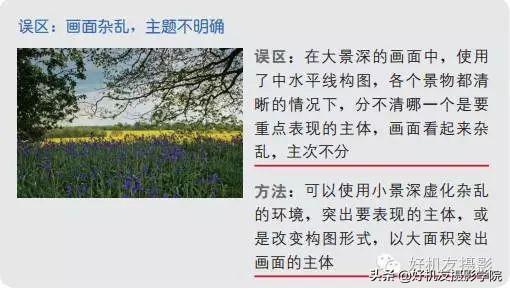 误区：画面杂乱，主题不明确
误区：在大景深的画面中，使用
了中水平线构图，各个景物都清
晰的情况下，分不清哪一个是要
重点表现的主体，画面看起来杂
乱，主次不分
方法：可以使用小景深虚化杂乱
的环境，突出要表现的主体，或
是改变构图形式，以大面积突出
画面的主体
好机友摄影
头条@好机友摄影学院